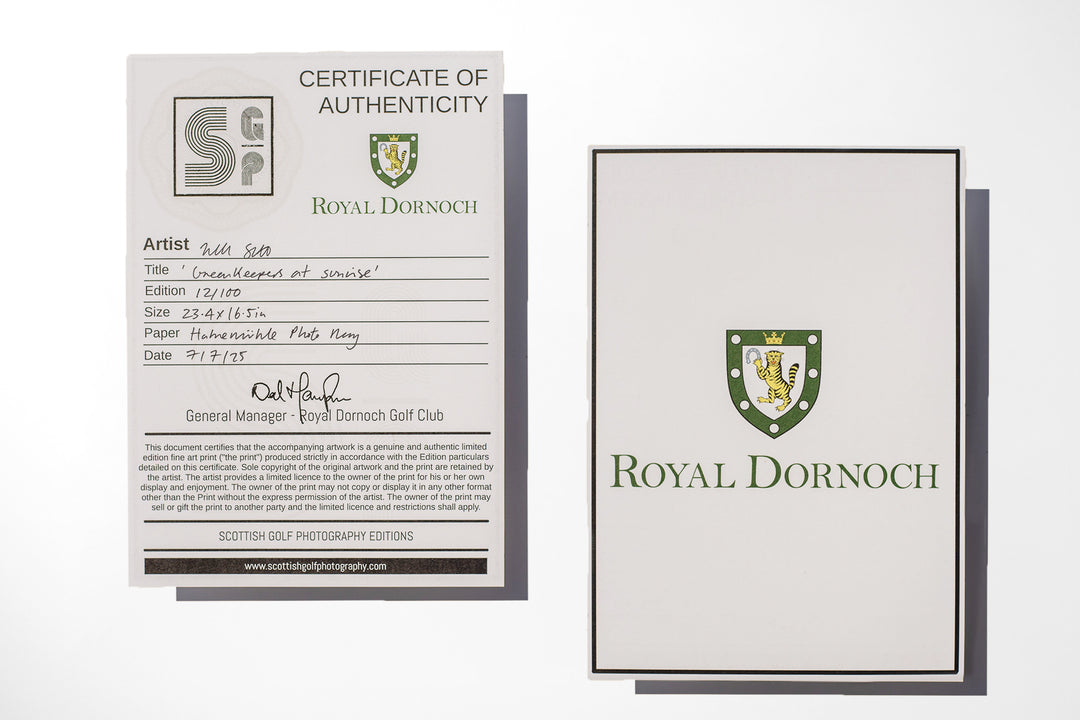 CERTIFICATE OF
AUTHENTICITY
SGP
ROYAL DORNOCH
Artist
Title 'Greenkeepers at sunrise'
Edition 12/100
Size 23.4 x 16.5in
Paper Photo
Date 7/7/25
General Manager - Royal Dornoch Golf Club
This document certifies that the accompanying artwork is a genuine and authentic limited
edition fine art print ("the print") produced strictly in accordance with the Edition particulars
detailed on this certificate. Sole copyright of the original artwork and the print are retained by
the artist. The artist provides a limited licence to the owner of the print for his or her own
display and enjoyment. The owner of the print may not copy or display it in any other format
other than the Print without the express permission of the artist. The owner of the print may
sell or gift the print to another party and the limited licence and restrictions shall apply.
SCOTTISH GOLF PHOTOGRAPHY EDITIONS
www.scottishgolfphotography.com
ROYAL DORNOCH